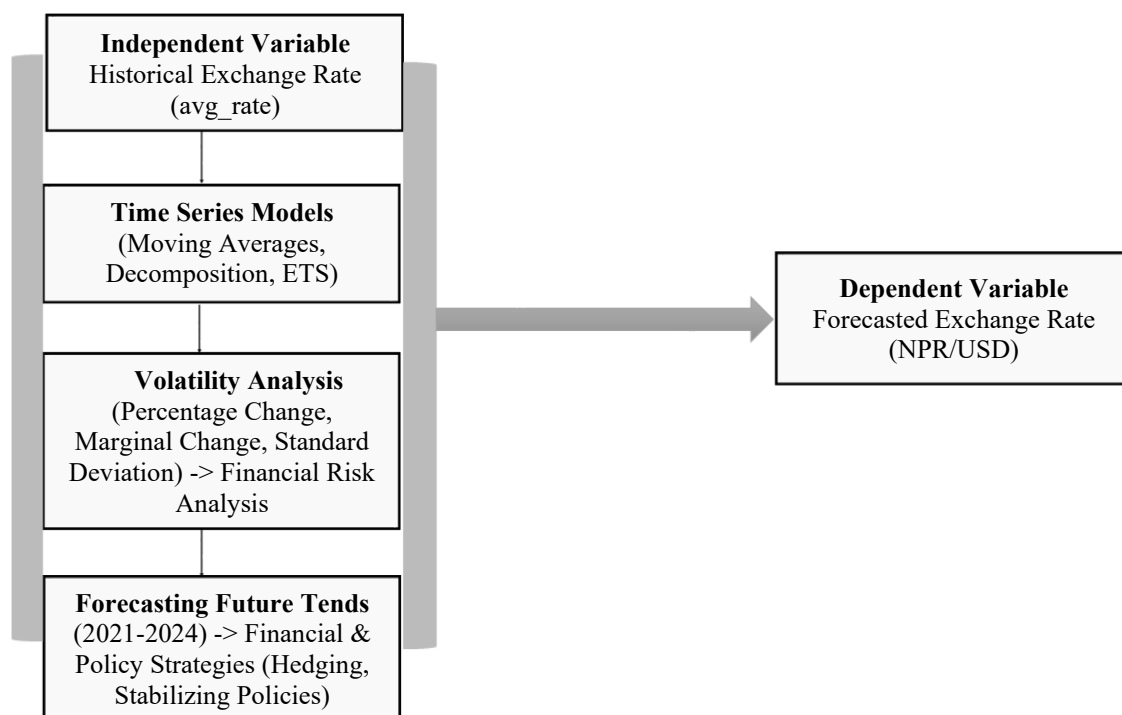 Independent Variable
Historical Exchange Rate
(avg_rate)
Time Series Models
(Moving Averages,
Decomposition, ETS)
Volatility Analysis
(Percentage Change,
Marginal Change, Standard
Deviation) -> Financial Risk
Analysis
Forecasting Future Tends
(2021-2024) -> Financial &
Policy Strategies (Hedging,
Stabilizing Policies)
Dependent Variable
Forecasted Exchange Rate
(NPR/USD)